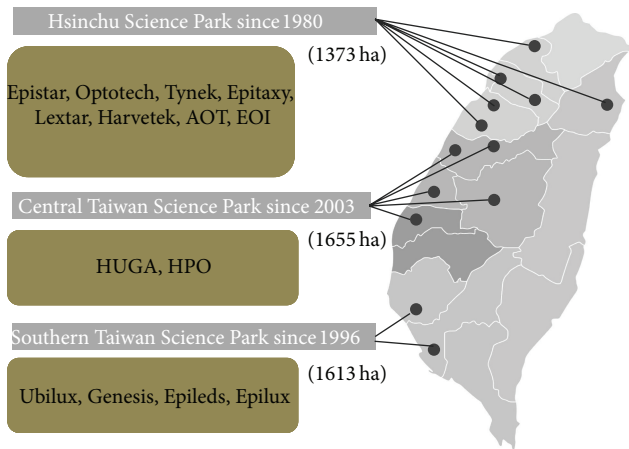 Hsinchu Science Park since 1980
(1373 ha)
Epistar, Optotech, Tynek, Epitaxy,
Lextar, Harvetek, AOT, EOI
Central Taiwan Science Park since 2003
(1655 ha)
HUGA, HPO
Southern Taiwan Science Park since 1996
(1613 ha)
Ubilux, Genesis, Epileds, Epilux